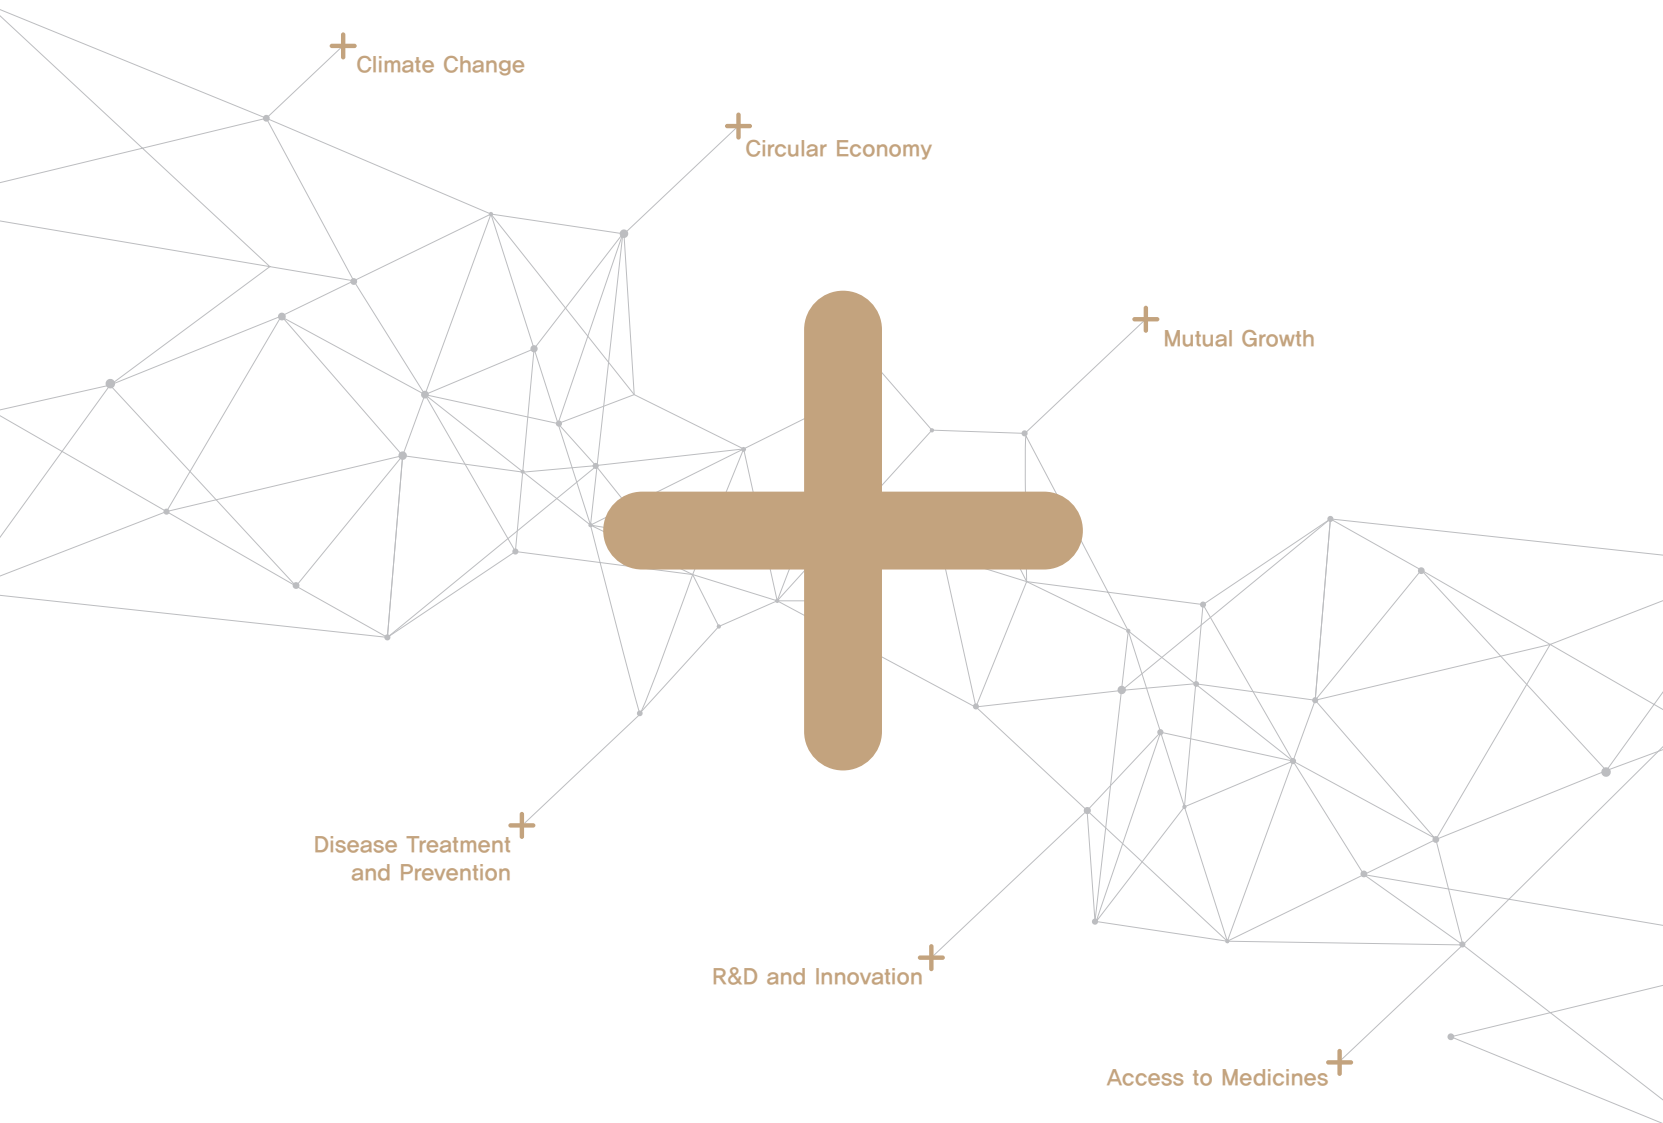 Climate Change
Circular Economy
Mutual Growth
Disease Treatment
and Prevention
R&D and Innovation
Access to Medicines